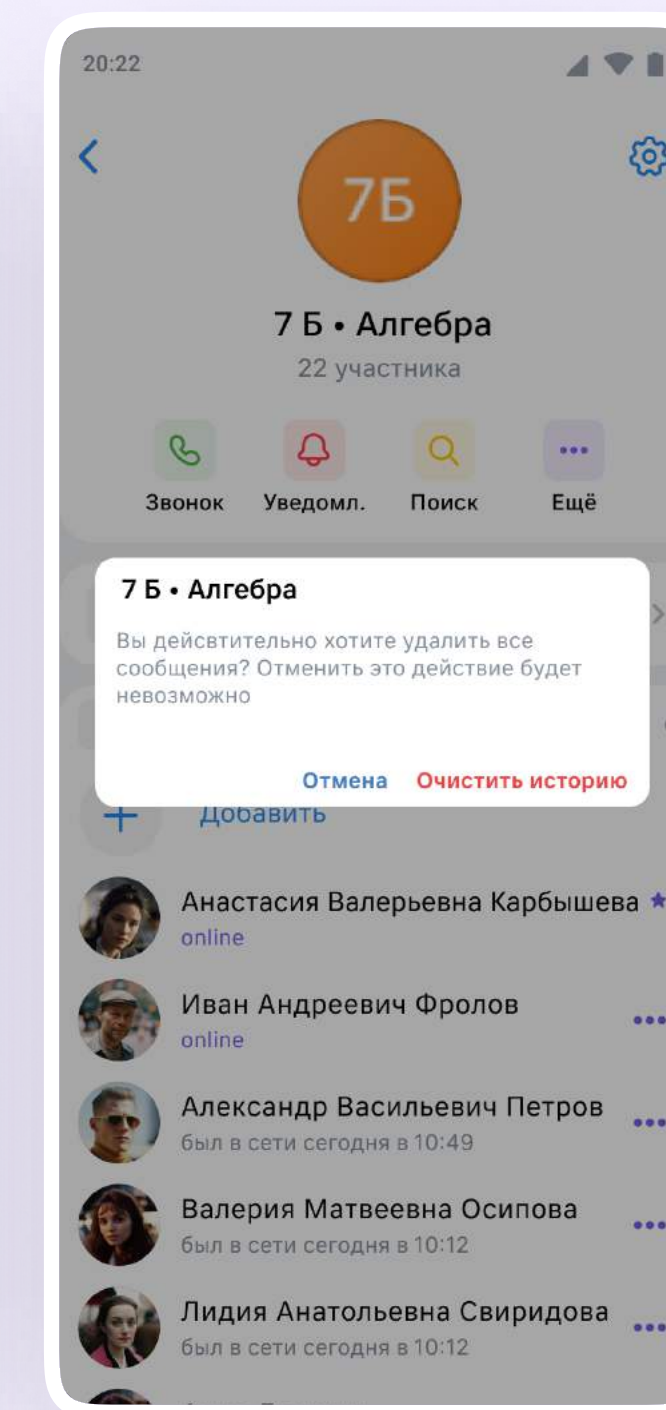 20:22
7Б
7 Б • Алгебра
22 участника
Звонок Уведомл. Поиск Ещё
7 Б • Алгебра
Вы дейсвтительно хотите удалить все
сообщения? Отменить это действие будет
невозможно
Отмена Очистить историю
Добавить
Анастасия Валерьевна Карбышева
online
Иван Андреевич Фролов
online
Александр Васильевич Петров
был в сети сегодня в 10:49
Валерия Матвеевна Осипова
был в сети сегодня в 10:12
Лидия Анатольевна Свиридова
был в сети сегодня в 10:12